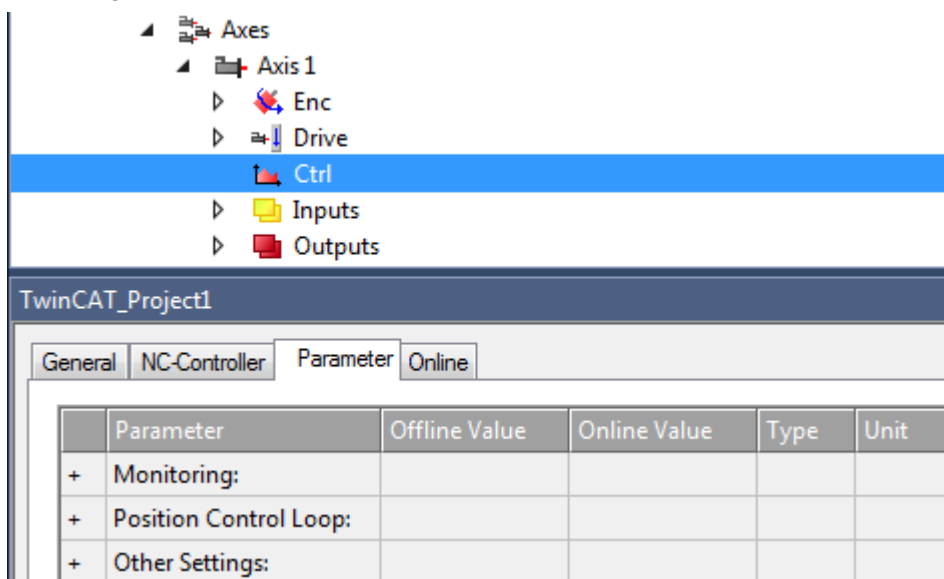 Axes
Axis 1
Enc
Drive
Ctrl
Inputs
Outputs
TwinCAT_Project1
General NC-Controller Parameter Online
Parameter Offline Value Online Value Type Unit
+ Monitoring:
+ Position Control Loop:
+ Other Settings: